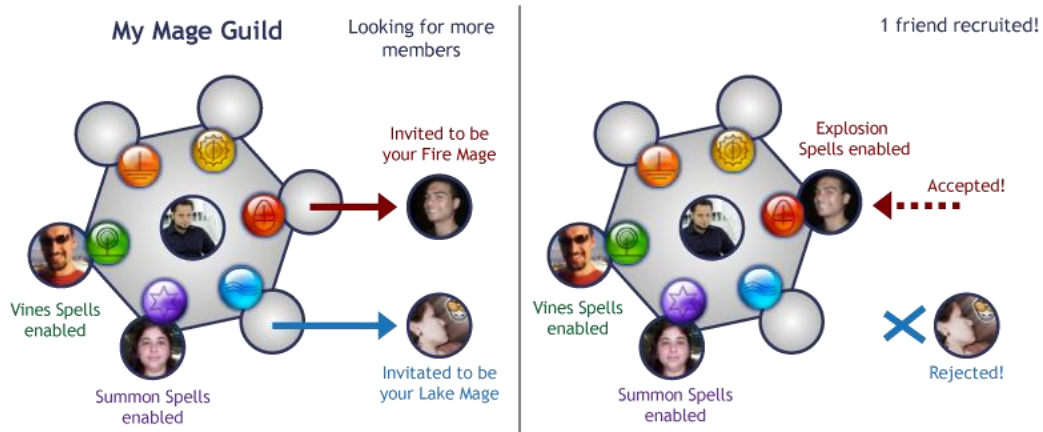 My Mage Guild
Looking for more
members
Invited to be
your Fire Mage
Vines Spells
enabled
Summon Spells
enabled
Invitated to be
your Lake Mage
1 friend recruited!
Explosion
Spells enabled
Accepted!
Vines Spells
enabled
Summon Spells
enabled
Rejected!